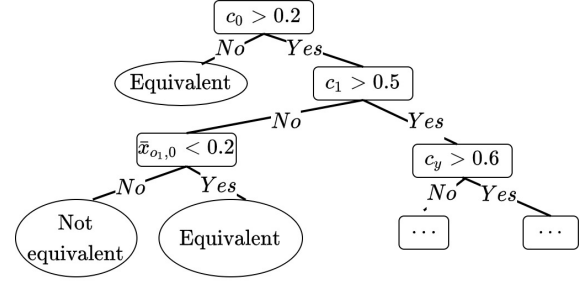 $c_0 > 0.2$
No
Yes
Equivalent
$c_1 > 0.5$
No
Yes
$\bar{x}_{o_1,0} < 0.2$
$c_y > 0.6$
No
Yes
No
Yes
Not
equivalent
Equivalent
...
...